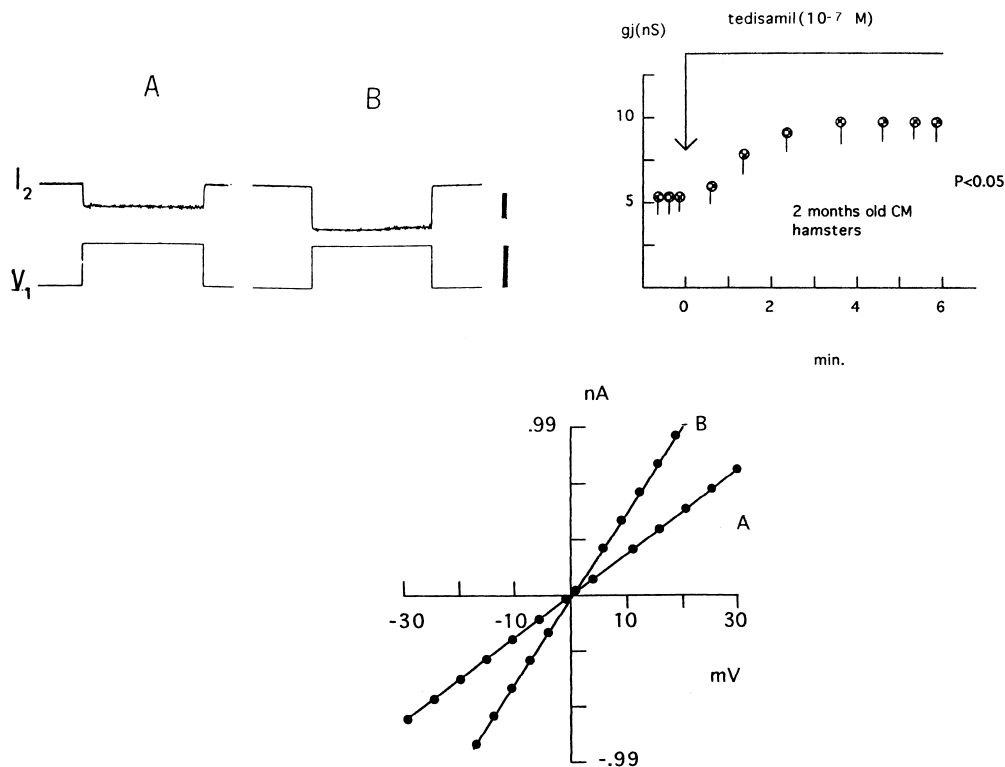 A
B
I2
V1
gj(nS)
tedisamil(10-7 M)
10
5
P<0.05
2 months old CM
hamsters
0 2 4 6
min.
nA
.99
B
A
-30 -10 10 30
mV
-.99